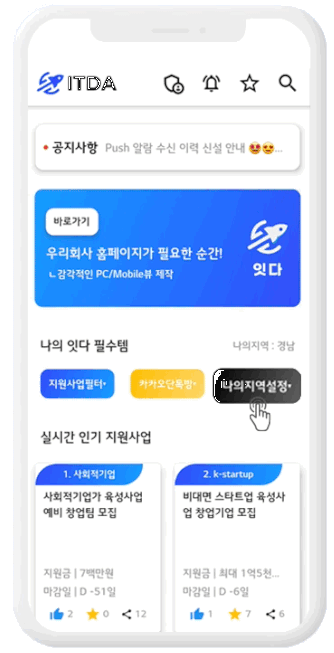 ITDA
공지사항 Push 알람 수신 이력 신설 안내 😍😍...
바로가기
우리회사 홈페이지가 필요한 순간!
ㄴ감각적인 PC/Mobile뷰 제작
잇다
나의 잇다 필수템 나의지역 : 경남
지원사업필터▾ 카카오단톡방▾ 나의지역설정▾
실시간 인기 지원사업
1. 사회적기업
사회적기업가 육성사업
예비 창업팀 모집
지원금 | 7백만원
마감일 | D -51일
2 0 12
2. k-startup
비대면 스타트업 육성사
업 창업기업 모집
지원금 | 최대 1억5천...
마감일 | D -6일
1 7 6